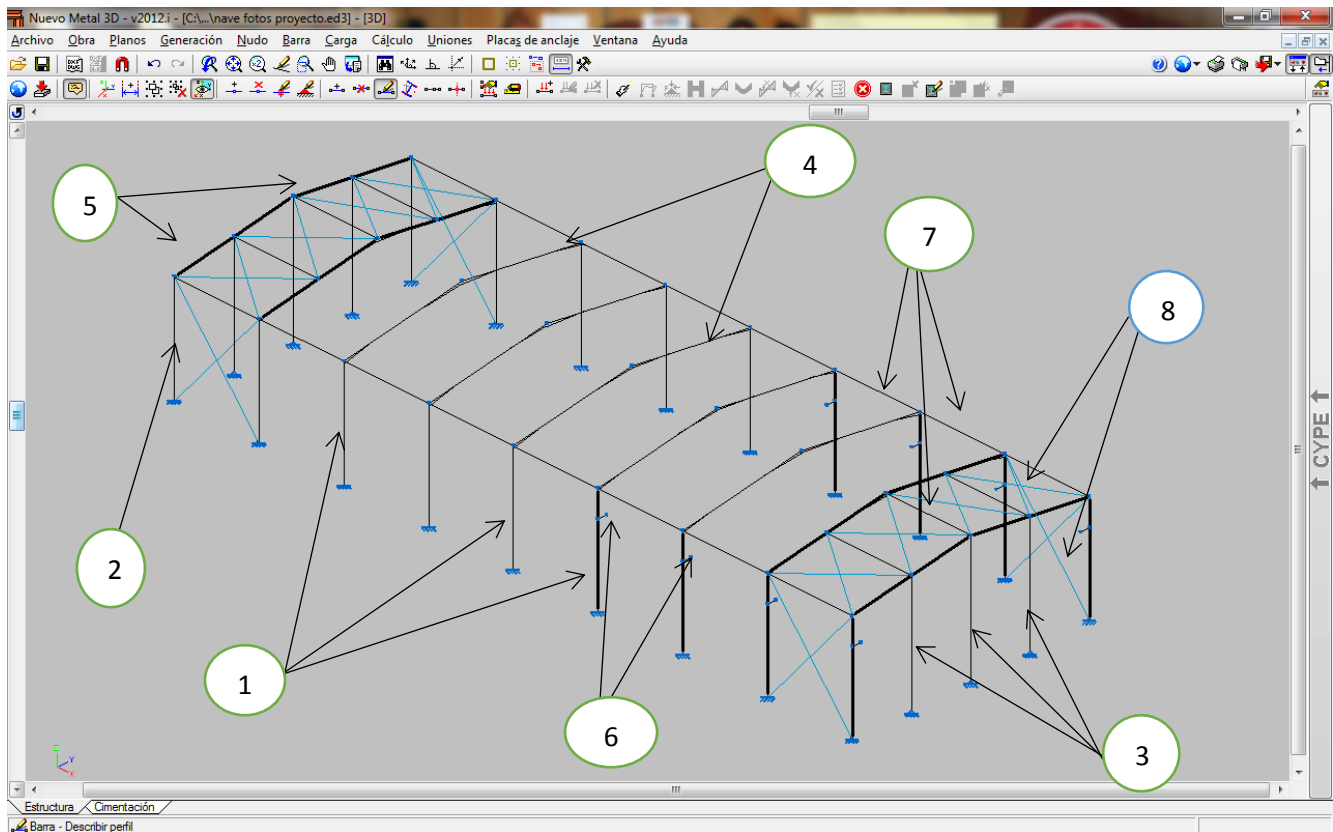 Nuevo Metal 3D - v2012.i - [C:\...\nave fotos proyecto.ed3] - [3D]
Archivo Obra Planos Generación Nudo Barra Carga Cálculo Uniones Placas de anclaje Ventana Ayuda
4
5
7
8
CYPE
2
1
6
3
Z
Y
X
Estructura Cimentación
Barra - Describir perfil